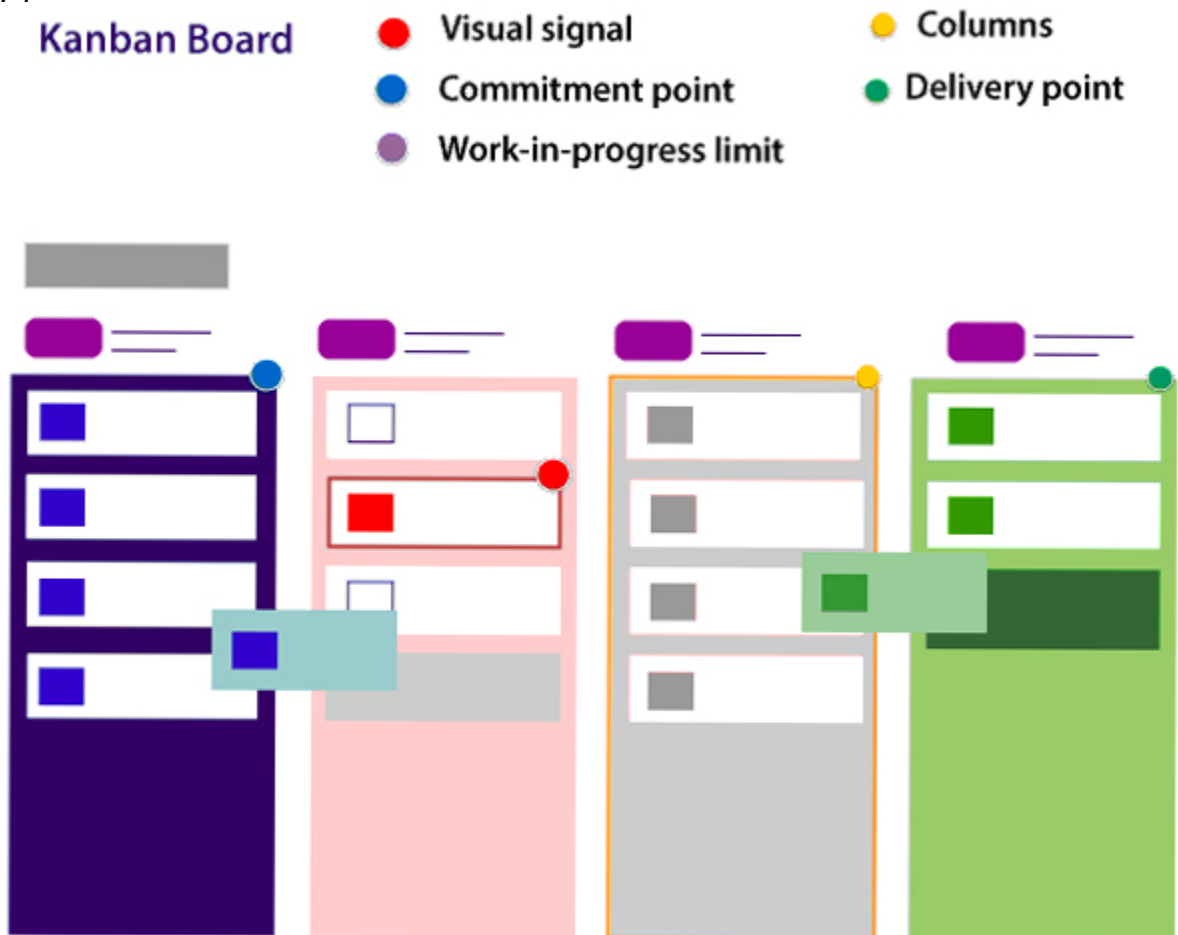 Kanban Board
Visual signal
Columns
Commitment point
Delivery point
Work-in-progress limit